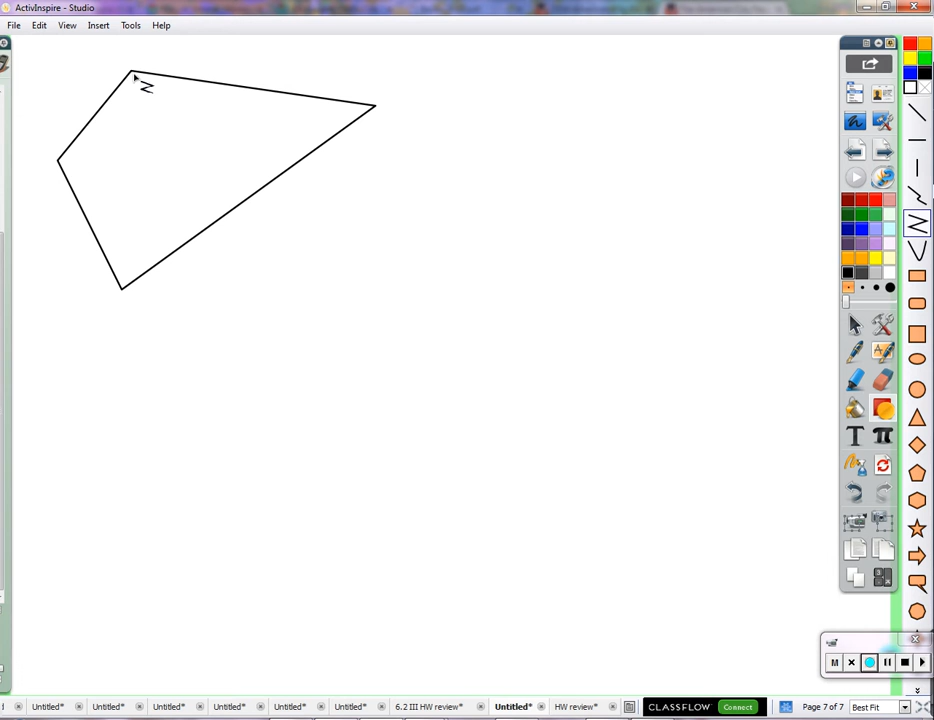 ActivInspire - Studio
File Edit View Insert Tools Help
M
Untitled* Untitled* Untitled* Untitled* Untitled* Untitled* 6.2 III HW review* Untitled* HW review* CLASSFLOW Connect Page 7 of 7 Best Fit